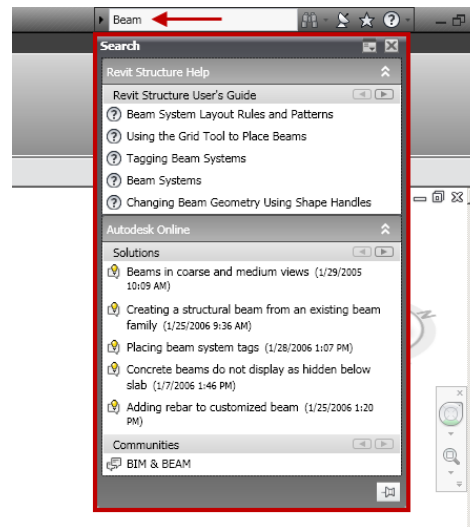 Beam
Search
Revit Structure Help
Revit Structure User's Guide
Beam System Layout Rules and Patterns
Using the Grid Tool to Place Beams
Tagging Beam Systems
Beam Systems
Changing Beam Geometry Using Shape Handles
Autodesk Online
Solutions
Beams in coarse and medium views (1/29/2005
10:09 AM)
Creating a structural beam from an existing beam
family (1/25/2006 9:36 AM)
Placing beam system tags (1/28/2006 1:07 PM)
Concrete beams do not display as hidden below
slab (1/7/2006 1:46 PM)
Adding rebar to customized beam (1/25/2006 1:20
PM)
Communities
BIM & BEAM